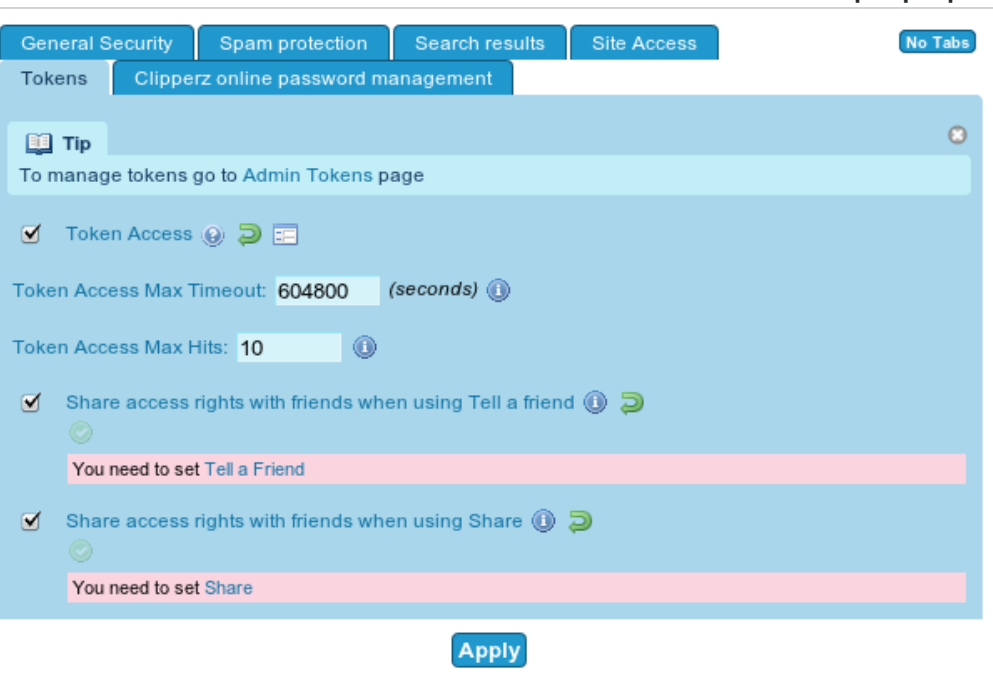 General Security Spam protection Search results Site Access No Tabs
Tokens Clipperz online password management
Tip
To manage tokens go to Admin Tokens page
Token Access
Token Access Max Timeout: 604800 (seconds)
Token Access Max Hits: 10
Share access rights with friends when using Tell a friend
You need to set Tell a Friend
Share access rights with friends when using Share
You need to set Share
Apply